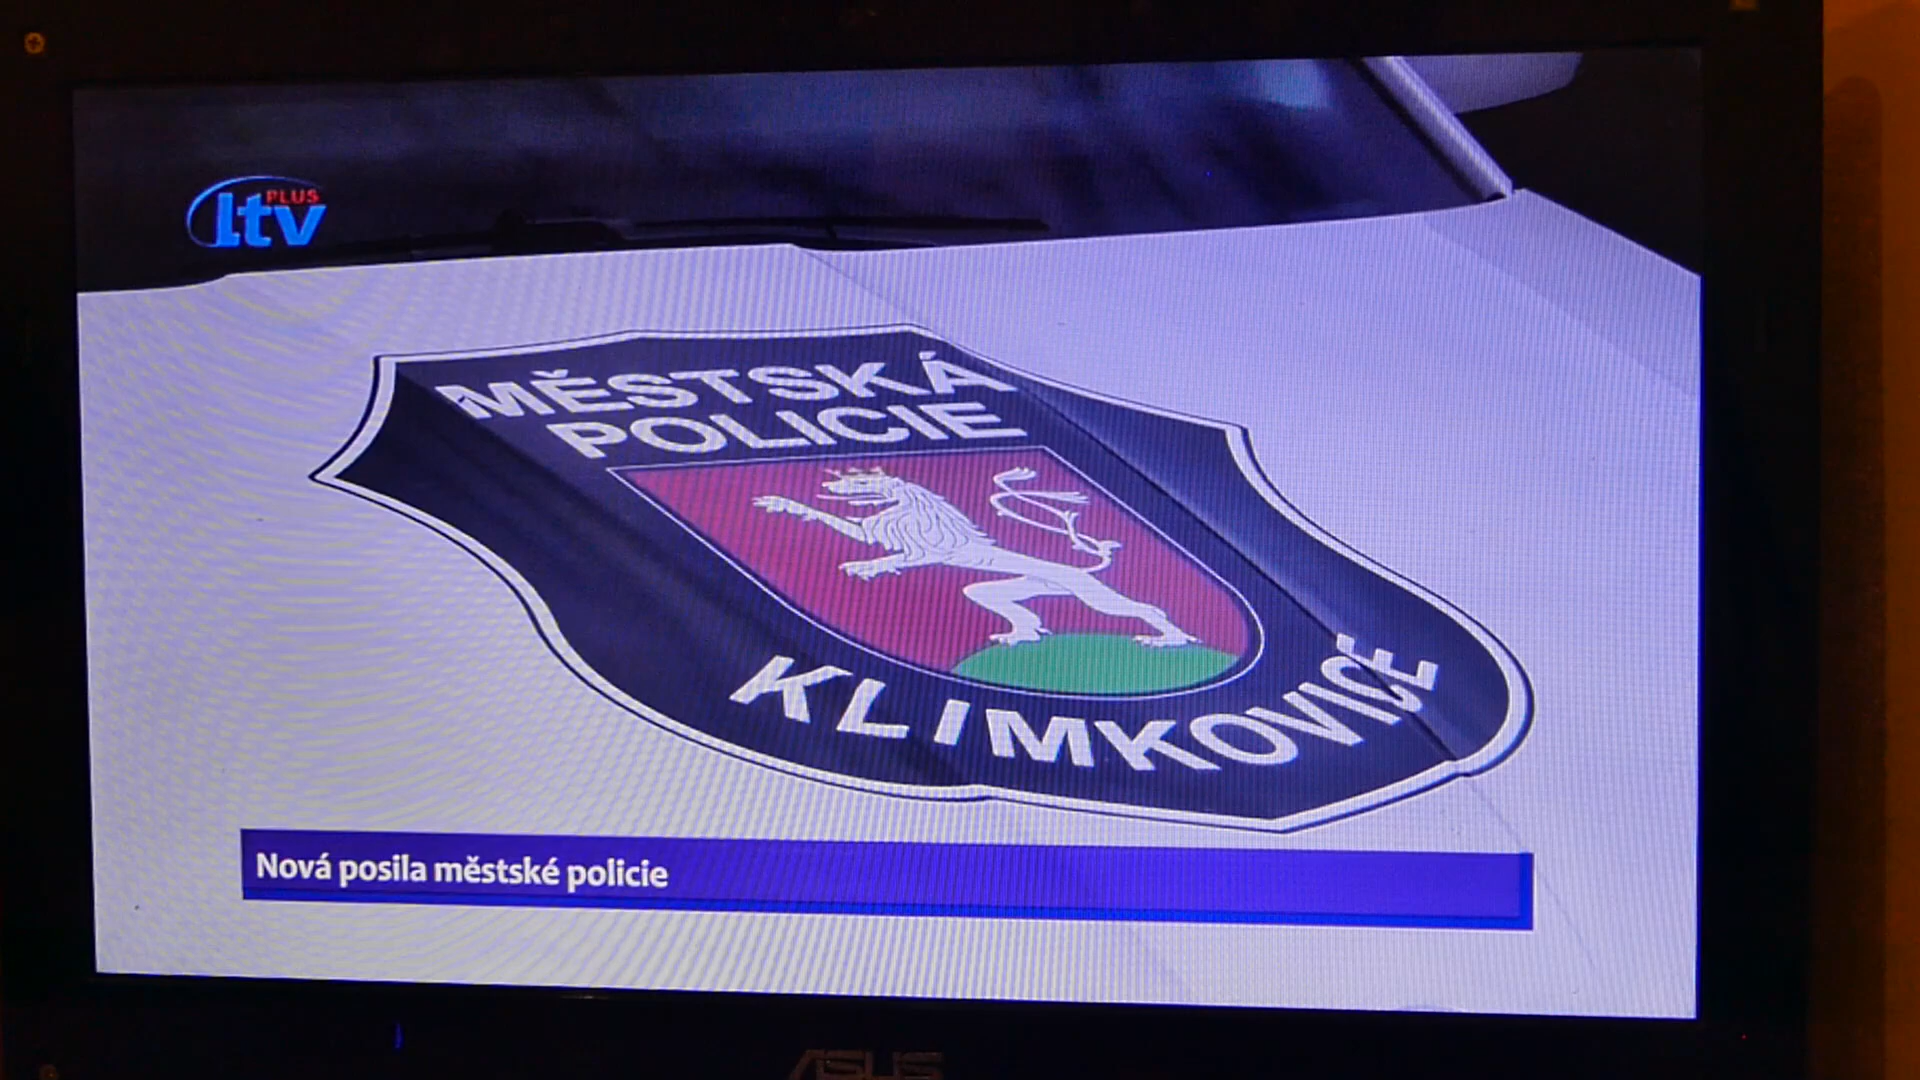 PLUS
ltv
MĚSTSKÁ
POLICIE
KLIMKOVICE
Nová posila městské policie
ASUS